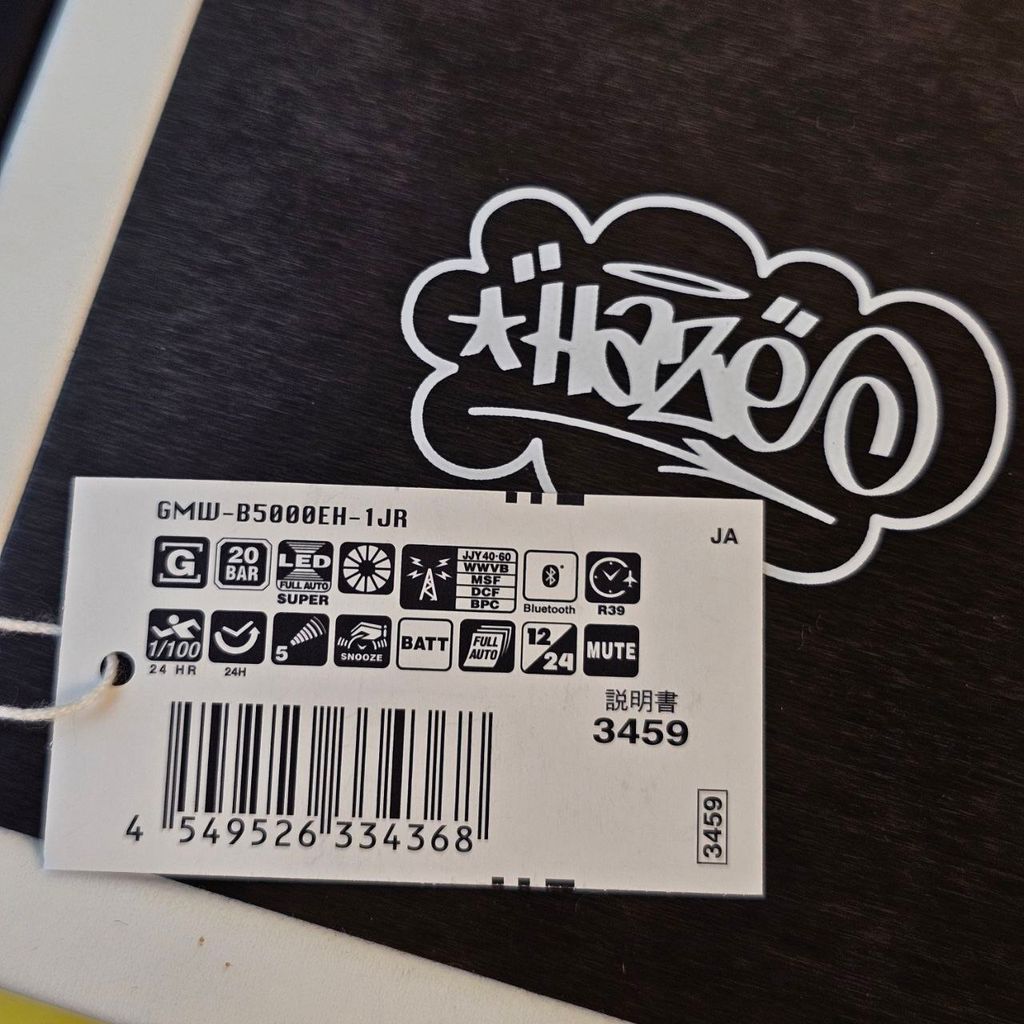 Haze
GMW-B5000EH-1JR
JA
G
20 BAR
LED FULL AUTO SUPER
JJY40·60
WWVB
MSF
DCF
BPC
Bluetooth
R39
1/100 24 HR
24H
5
SNOOZE
BATT
FULL AUTO
12/24
MUTE
説明書
3459
3459
4 549526 334368